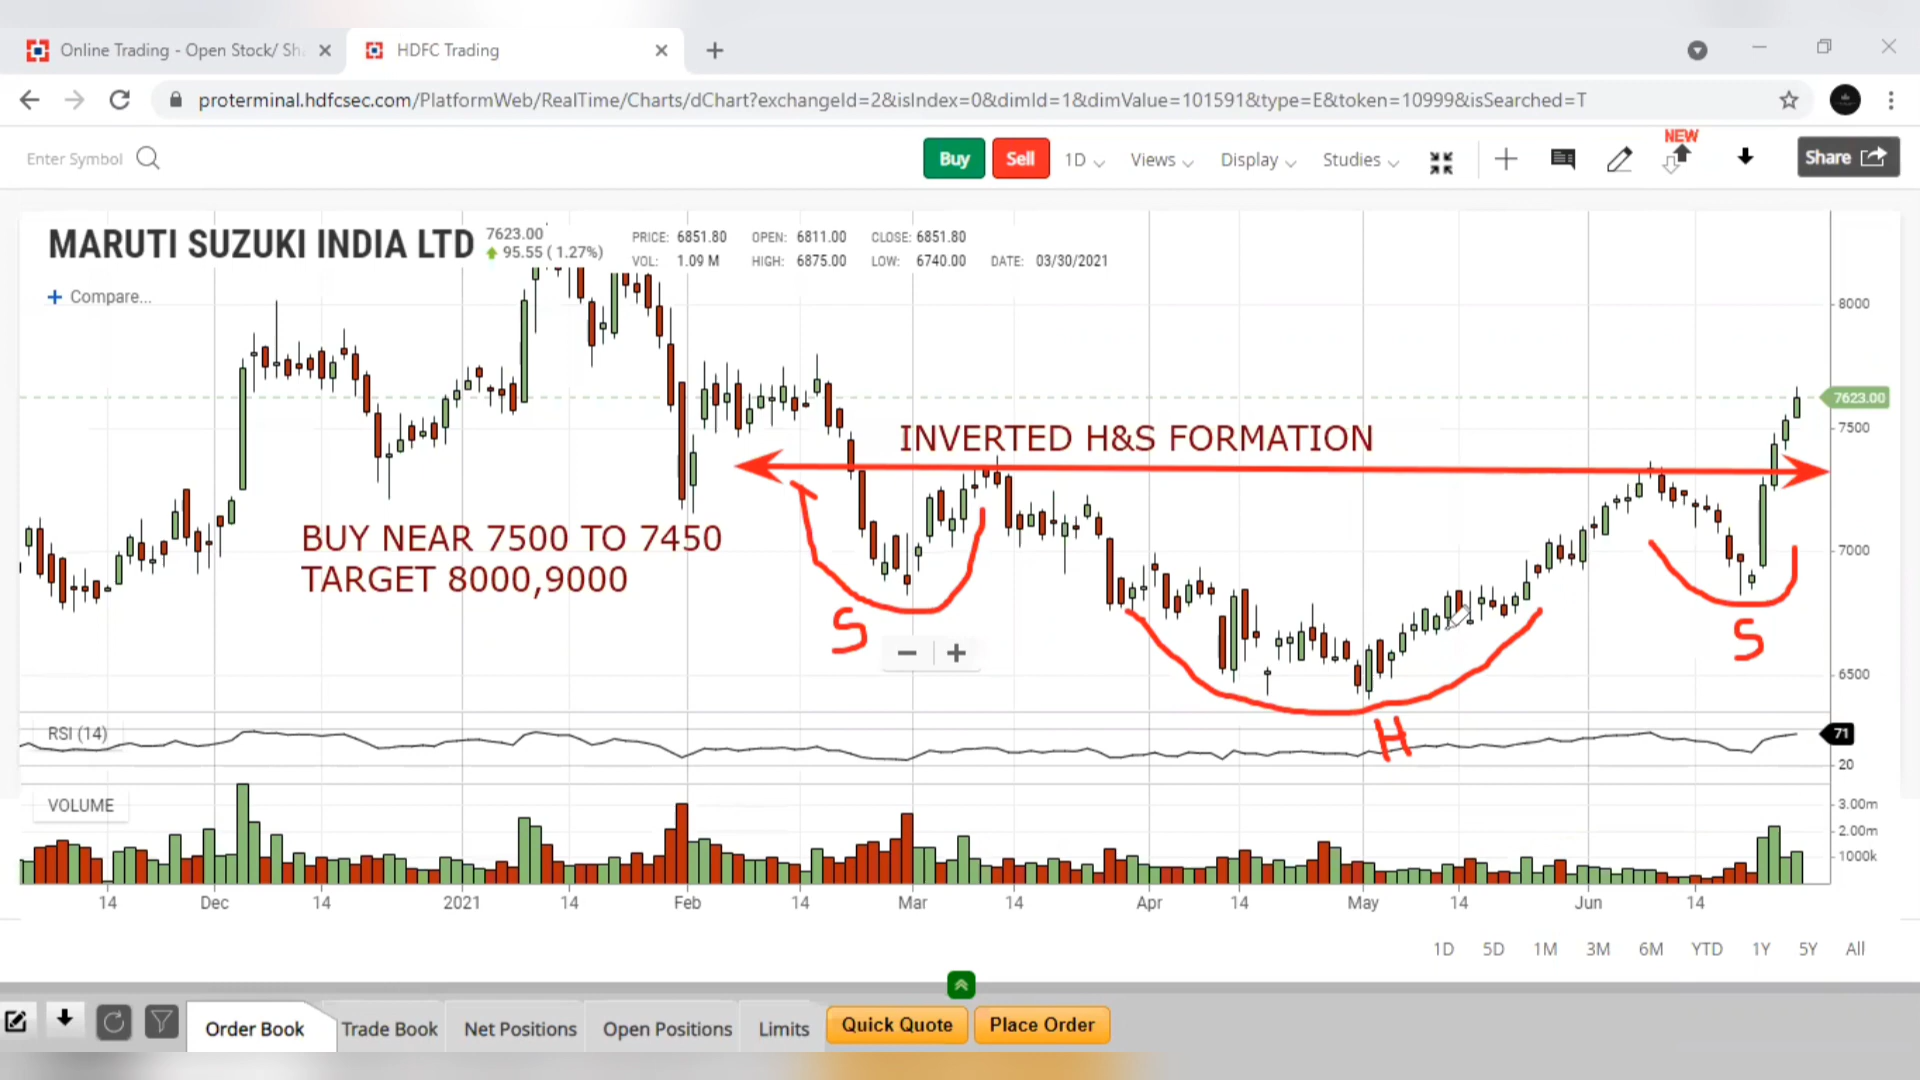 Online Trading - Open Stock/ Sh
HDFC Trading
proterminal.hdfcsec.com/PlatformWeb/RealTime/Charts/dChart?exchangeId=2&isIndex=0&dimId=1&dimValue=101591&type=E&token=10999&isSearched=T
Enter Symbol
Buy
Sell
1D
Views
Display
Studies
NEW
Share
MARUTI SUZUKI INDIA LTD
7623.00
95.55 ( 1.27%)
PRICE: 6851.80 OPEN: 6811.00 CLOSE: 6851.80
VOL: 1.09 M HIGH: 6875.00 LOW: 6740.00 DATE: 03/30/2021
+ Compare...
8000
7623.00
7500
7000
6500
INVERTED H&S FORMATION
BUY NEAR 7500 TO 7450
TARGET 8000,9000
S
S
H
RSI (14)
71
20
VOLUME
3.00m
2.00m
1000k
14 Dec 14 2021 14 Feb 14 Mar 14 Apr 14 May 14 Jun 14
1D 5D 1M 3M 6M YTD 1Y 5Y All
Order Book Trade Book Net Positions Open Positions Limits Quick Quote Place Order